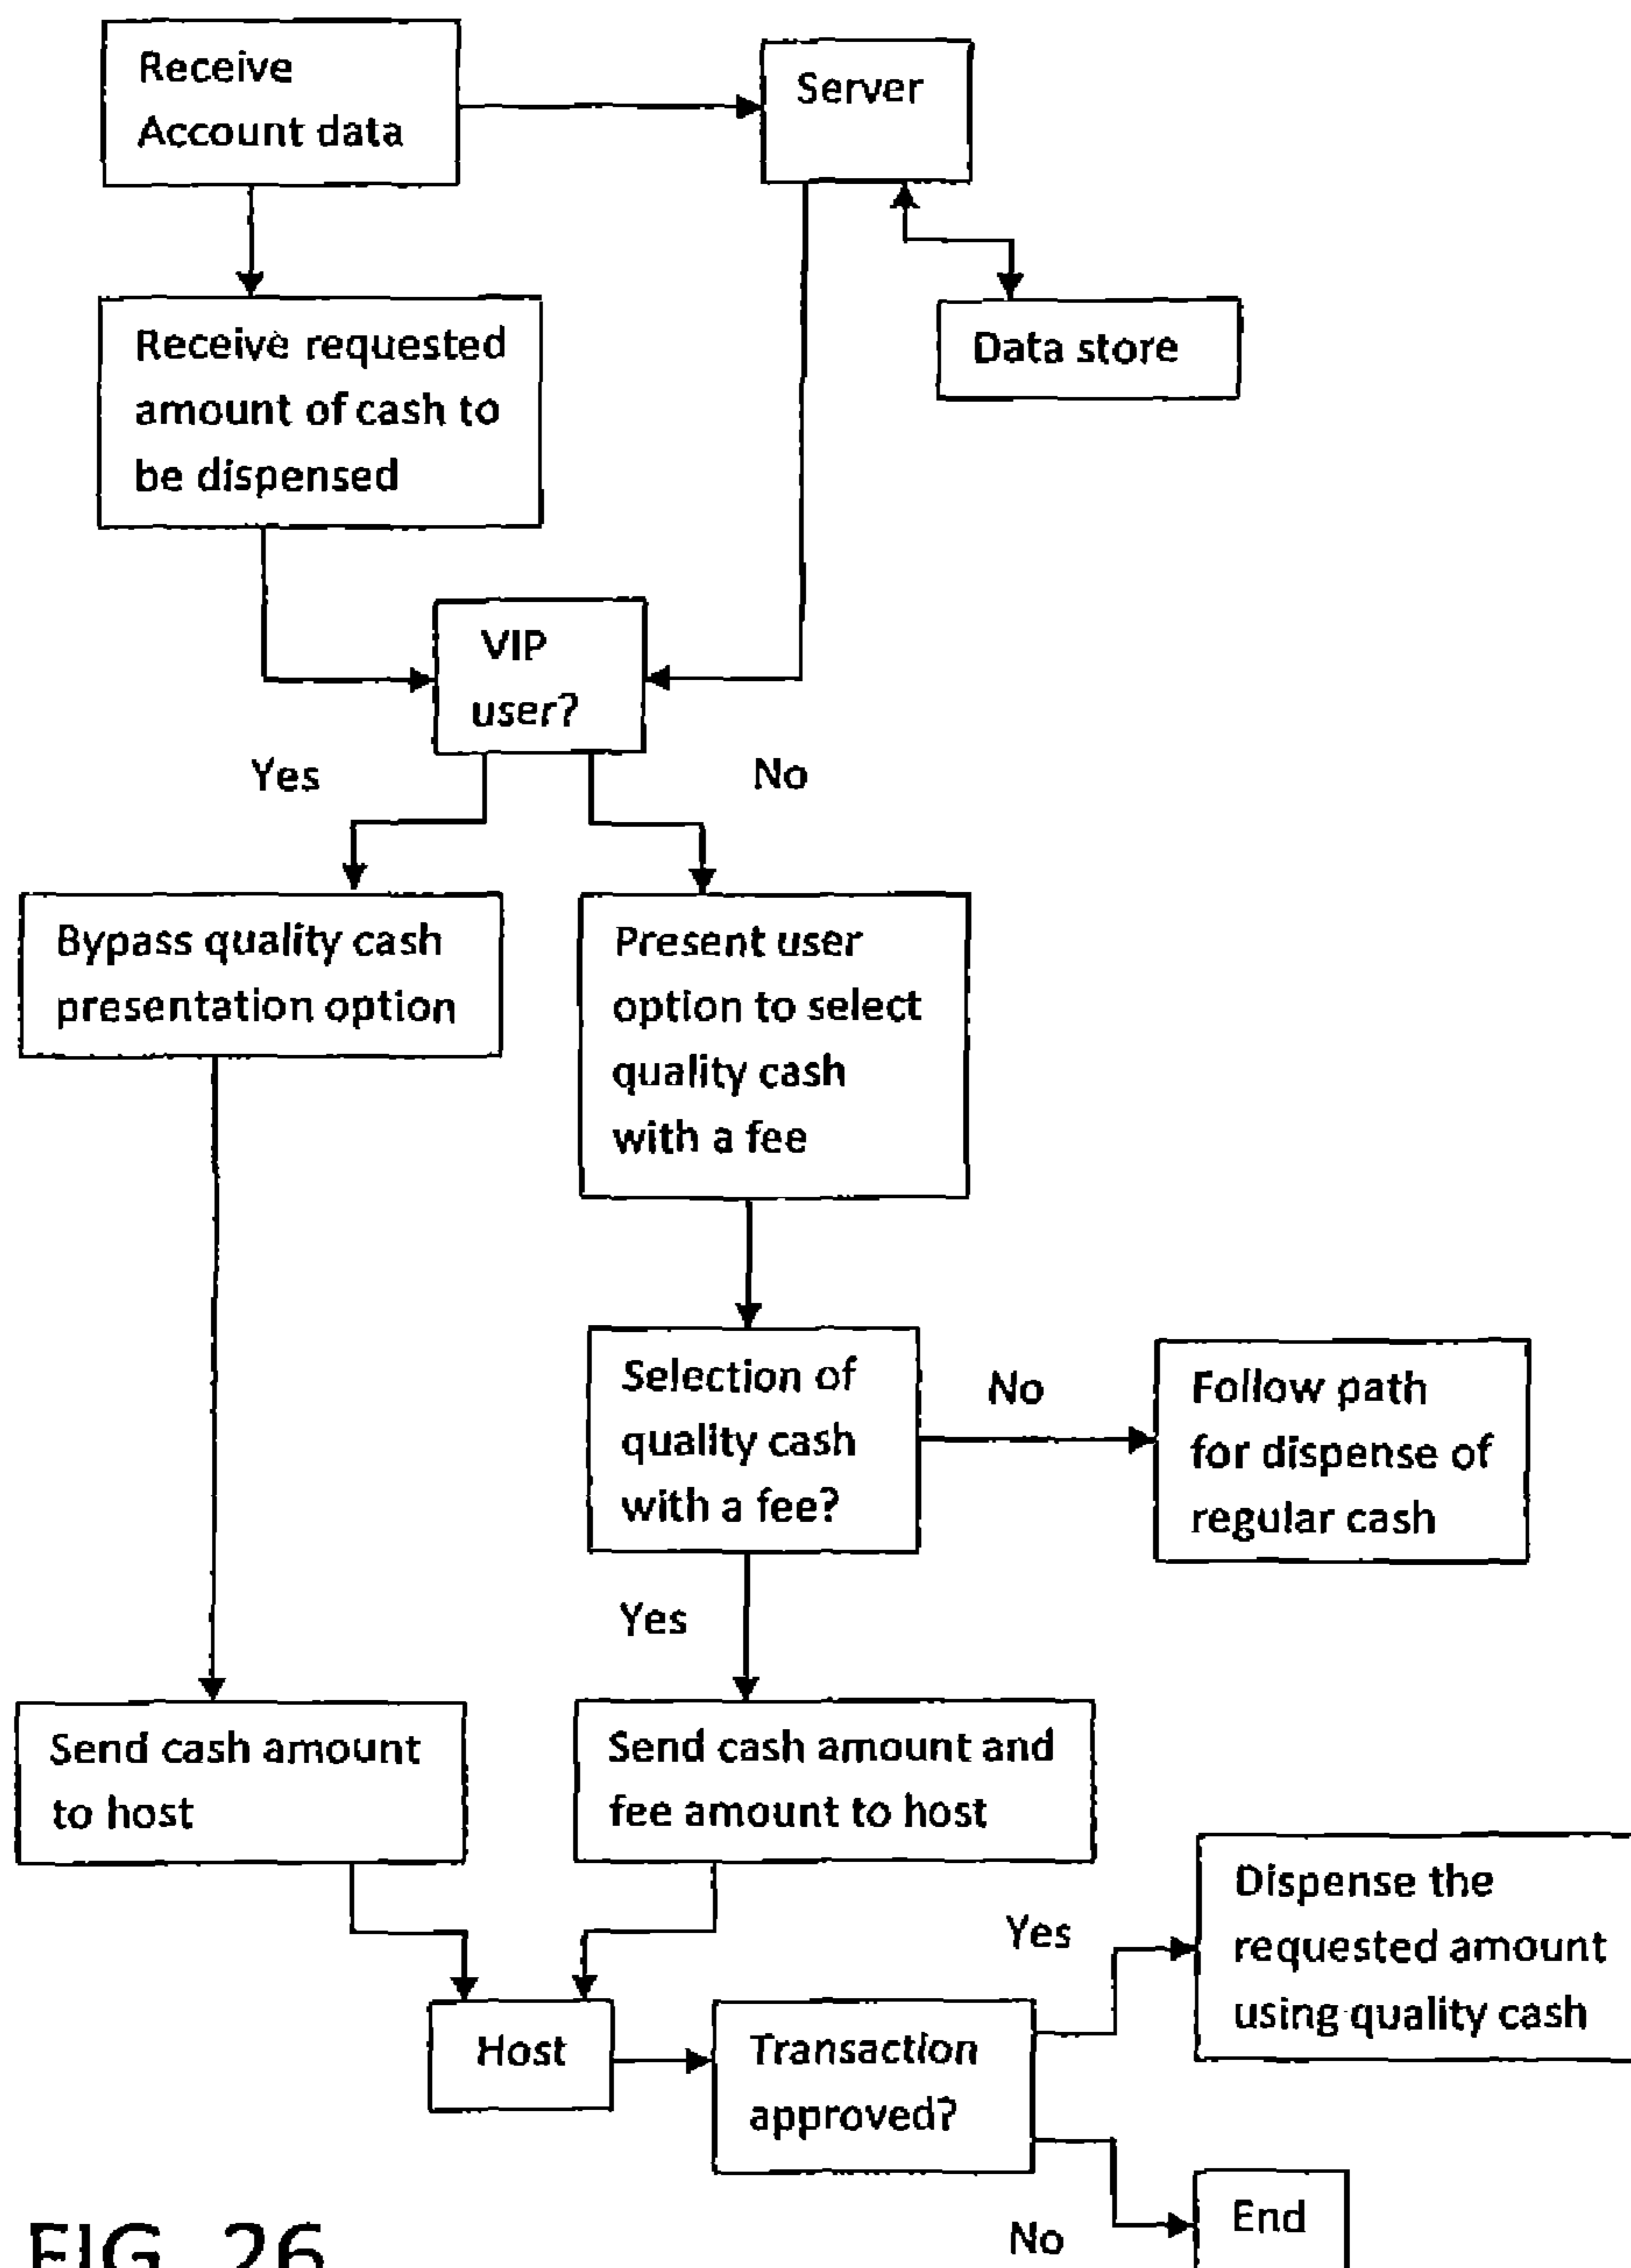 Receive
Account data
Server
Receive requested
amount of cash to
be dispensed
Data store
VIP
user?
Yes
No
Bypass quality cash
presentation option
Present user
option to select
quality cash
with a fee
Selection of
quality cash
with a fee?
No
Follow path
for dispense of
regular cash
Yes
Send cash amount
to host
Send cash amount and
fee amount to host
Yes
Dispense the
requested amount
using quality cash
Host
Transaction
approved?
No
End
FIG. 26